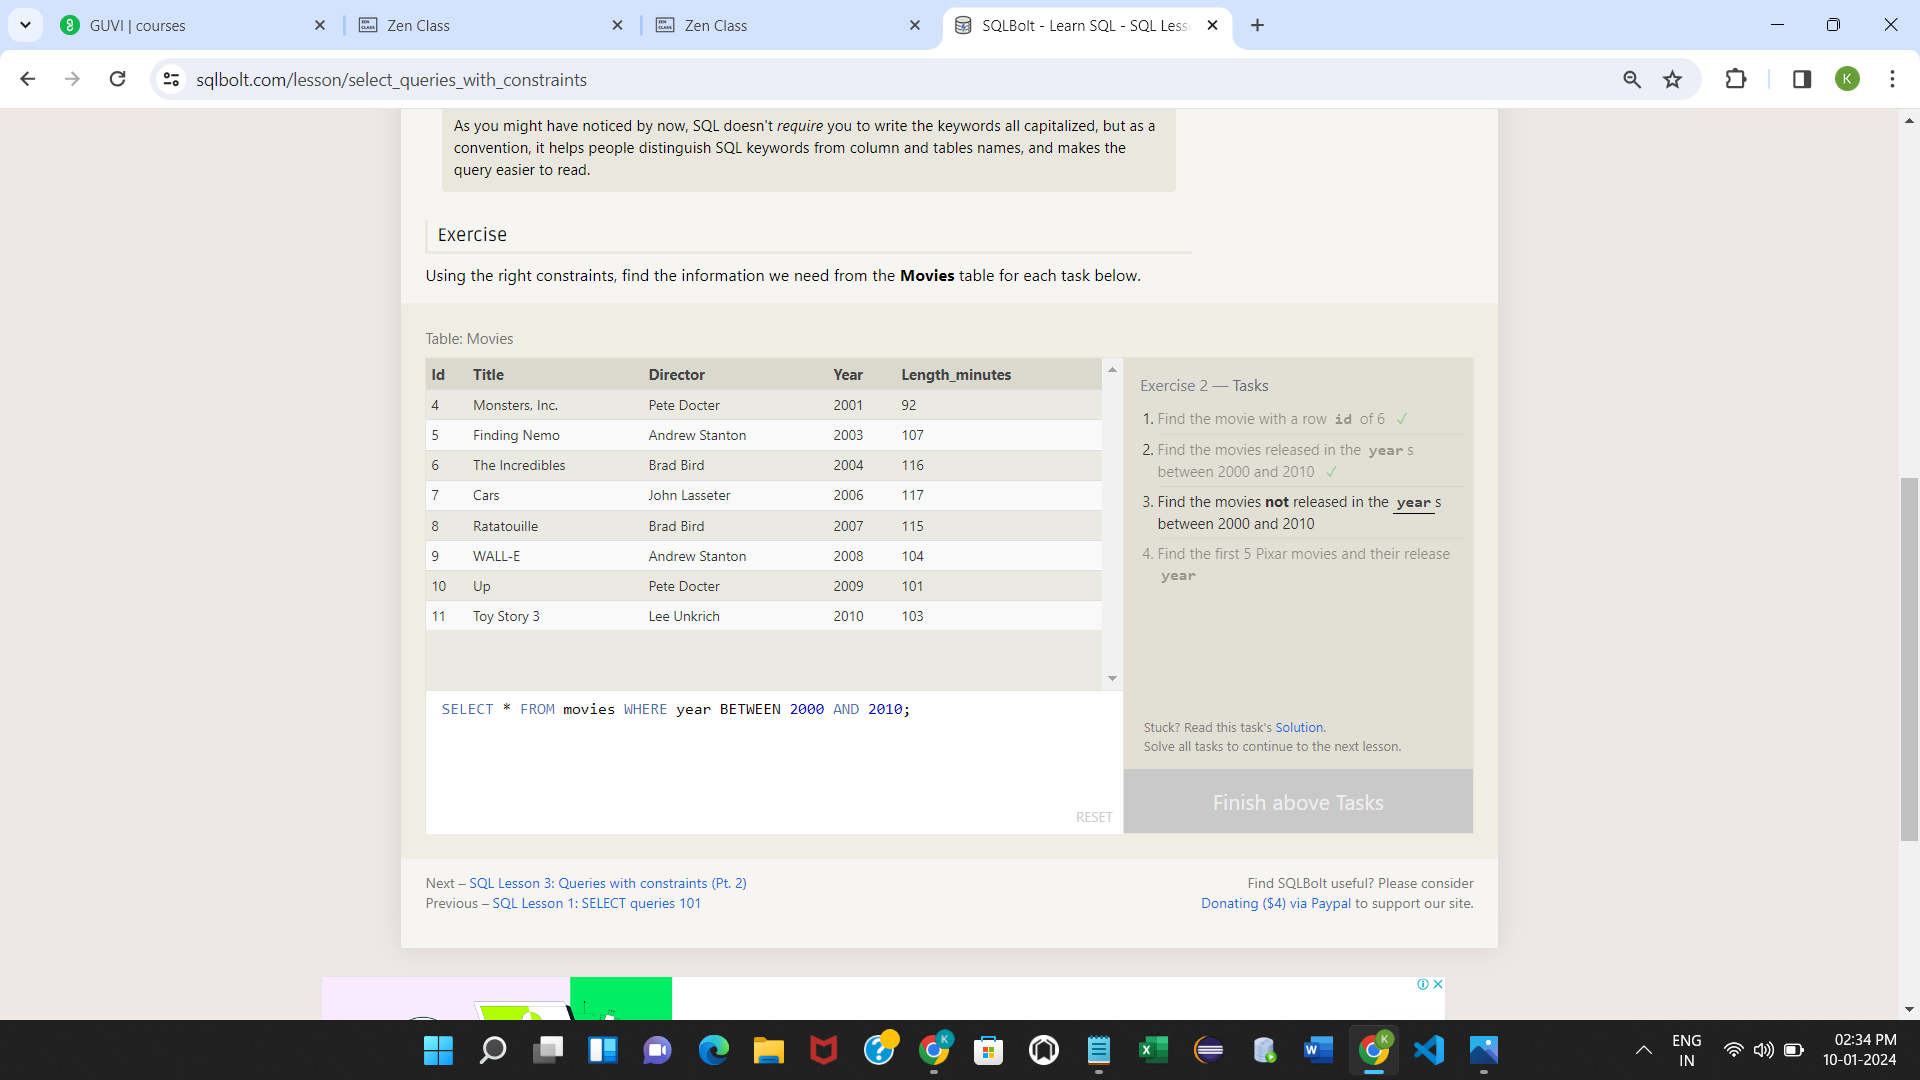 GUVI | courses
Zen Class
Zen Class
SQLBolt - Learn SQL - SQL Less
sqlbolt.com/lesson/select_queries_with_constraints
K
As you might have noticed by now, SQL doesn't require you to write the keywords all capitalized, but as a
convention, it helps people distinguish SQL keywords from column and tables names, and makes the
query easier to read.
Exercise
Using the right constraints, find the information we need from the Movies table for each task below.
Table: Movies
Id Title Director Year Length_minutes
4 Monsters, Inc. Pete Docter 2001 92
5 Finding Nemo Andrew Stanton 2003 107
6 The Incredibles Brad Bird 2004 116
7 Cars John Lasseter 2006 117
8 Ratatouille Brad Bird 2007 115
9 WALL-E Andrew Stanton 2008 104
10 Up Pete Docter 2009 101
11 Toy Story 3 Lee Unkrich 2010 103
SELECT * FROM movies WHERE year BETWEEN 2000 AND 2010;
RESET
Exercise 2 — Tasks
1. Find the movie with a row id of 6 ✓
2. Find the movies released in the year s
between 2000 and 2010 ✓
3. Find the movies not released in the year s
between 2000 and 2010
4. Find the first 5 Pixar movies and their release
year
Stuck? Read this task's Solution.
Solve all tasks to continue to the next lesson.
Finish above Tasks
Next – SQL Lesson 3: Queries with constraints (Pt. 2)
Previous – SQL Lesson 1: SELECT queries 101
Find SQLBolt useful? Please consider
Donating ($4) via Paypal to support our site.
ENG
IN
02:34 PM
10-01-2024